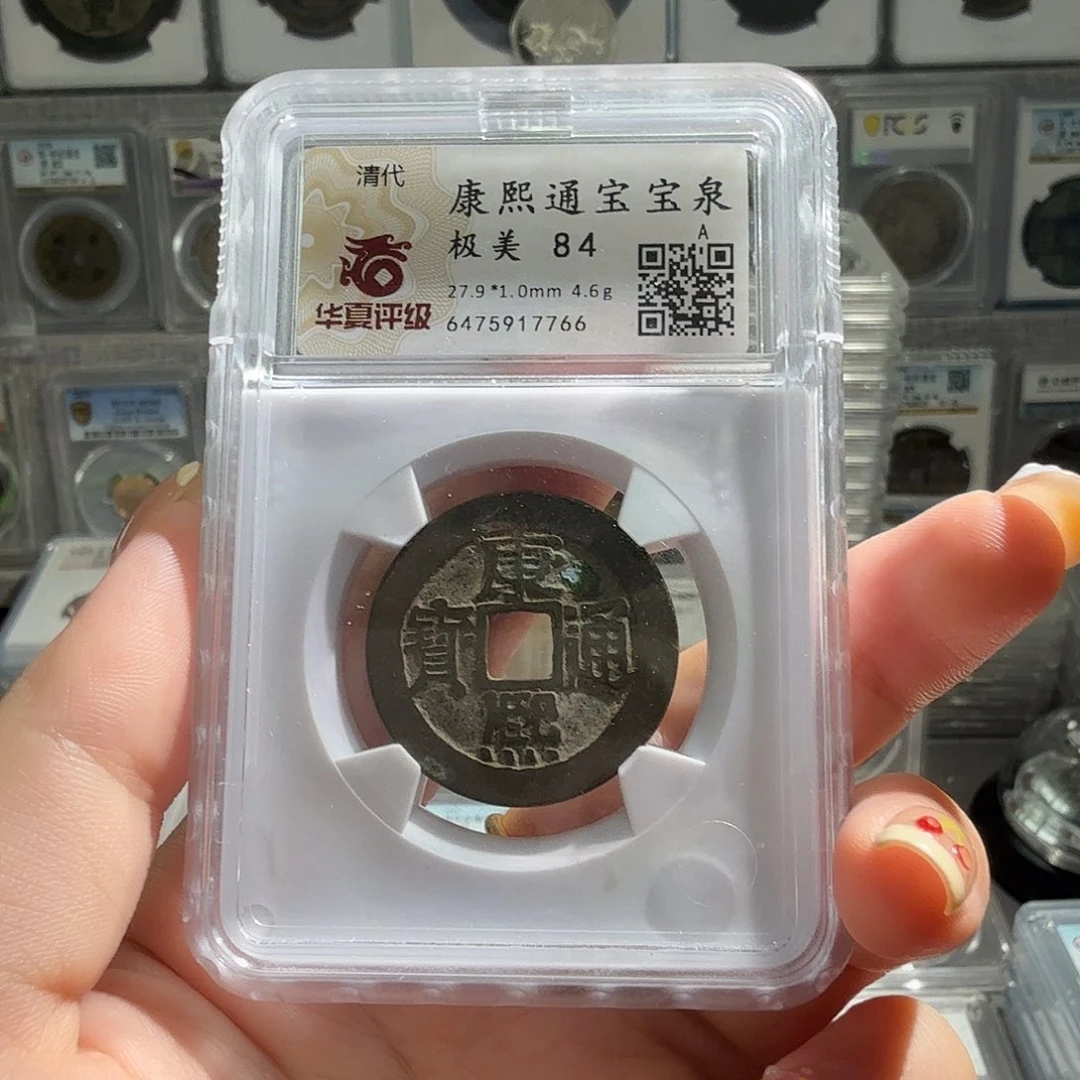 清代
康熙通宝宝泉
极美 84
A
27.9*1.0mm 4.6g
华夏评级
6475917766
康
寶 通
熙